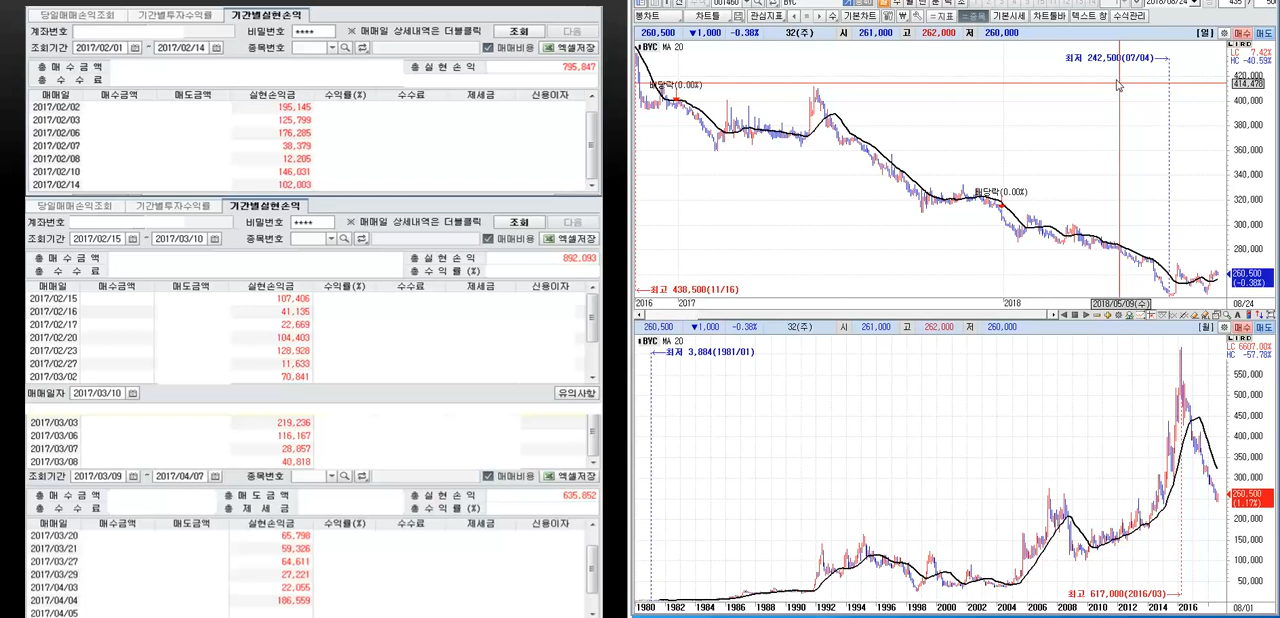 당일매매손익조회 기간별투자수익률 기간별실현손익
계좌번호 비밀번호 **** ※ 매매일 상세내역은 더블클릭 조회 다음
조회기간 2017/02/01 ~ 2017/02/14 종목번호 매매비용 엑셀저장
총 매 수 금 액 총 실 현 손 익 795,847
총 수 수 료
매매일 매수금액 매도금액 실현손익금 수익률(%) 수수료 제세금 신용이자
2017/02/02 195,145
2017/02/03 125,799
2017/02/06 176,285
2017/02/07 38,379
2017/02/08 12,205
2017/02/10 146,031
2017/02/14 102,003
당일매매손익조회 기간별투자수익률 기간별실현손익
계좌번호 비밀번호 **** ※ 매매일 상세내역은 더블클릭 조회 다음
조회기간 2017/02/15 ~ 2017/03/10 종목번호 매매비용 엑셀저장
총 매 수 금 액 총 실 현 손 익 892,093
총 수 수 료 총 수 익 률 (%)
매매일 매수금액 매도금액 실현손익금 수익률(%) 수수료 제세금 신용이자
2017/02/15 107,406
2017/02/16 41,135
2017/02/17 22,669
2017/02/20 104,403
2017/02/23 128,928
2017/02/27 11,633
2017/03/02 70,841
매매일자 2017/03/10 유의사항
2017/03/03 219,236
2017/03/06 116,167
2017/03/07 28,857
2017/03/08 40,818
조회기간 2017/03/09 ~ 2017/04/07 종목번호 매매비용 엑셀저장
총 매 수 금 액 총 매 도 금 액 총 실 현 손 익 635,852
총 수 수 료 총 제 세 금 총 수 익 률 (%)
매매일 매수금액 매도금액 실현손익금 수익률(%) 수수료 제세금 신용이자
2017/03/20 65,798
2017/03/21 59,326
2017/03/27 64,611
2017/03/29 27,221
2017/04/03 22,055
2017/04/04 186,559
2017/04/05
001460 BYC 2018/08/24 435
봉차트 차트툴 관심지표 수 기본차트 ₩ =지표 =종목 기본시세 차트툴바 텍스트 창 수식관리
260,500 ▼1,000 -0.38% 32(주) 시 261,000 고 262,000 저 260,000 [일] 매수 매도
BYC MA 20
LC 7.42%
HC -40.59%
최저 242,500(07/04)
배당락(0.00%)
420,000
414,478
400,000
380,000
360,000
340,000
320,000
배당락(0.00%)
300,000
280,000
260,500
(-0.38%)
최고 438,500(11/16)
2016 2017 2018 2018/05/09(수) 08/24
260,500 ▼1,000 -0.38% 32(주) 시 261,000 고 262,000 저 260,000 [월] 매수 매도
BYC MA 20
LC 6607.00%
HC -57.78%
최저 3,884(1981/01)
550,000
500,000
450,000
400,000
350,000
300,000
260,500
(1.17%)
200,000
150,000
100,000
50,000
최고 617,000(2016/03)
1980 1982 1984 1986 1988 1990 1992 1994 1996 1998 2000 2002 2004 2006 2008 2010 2012 2014 2016 08/01